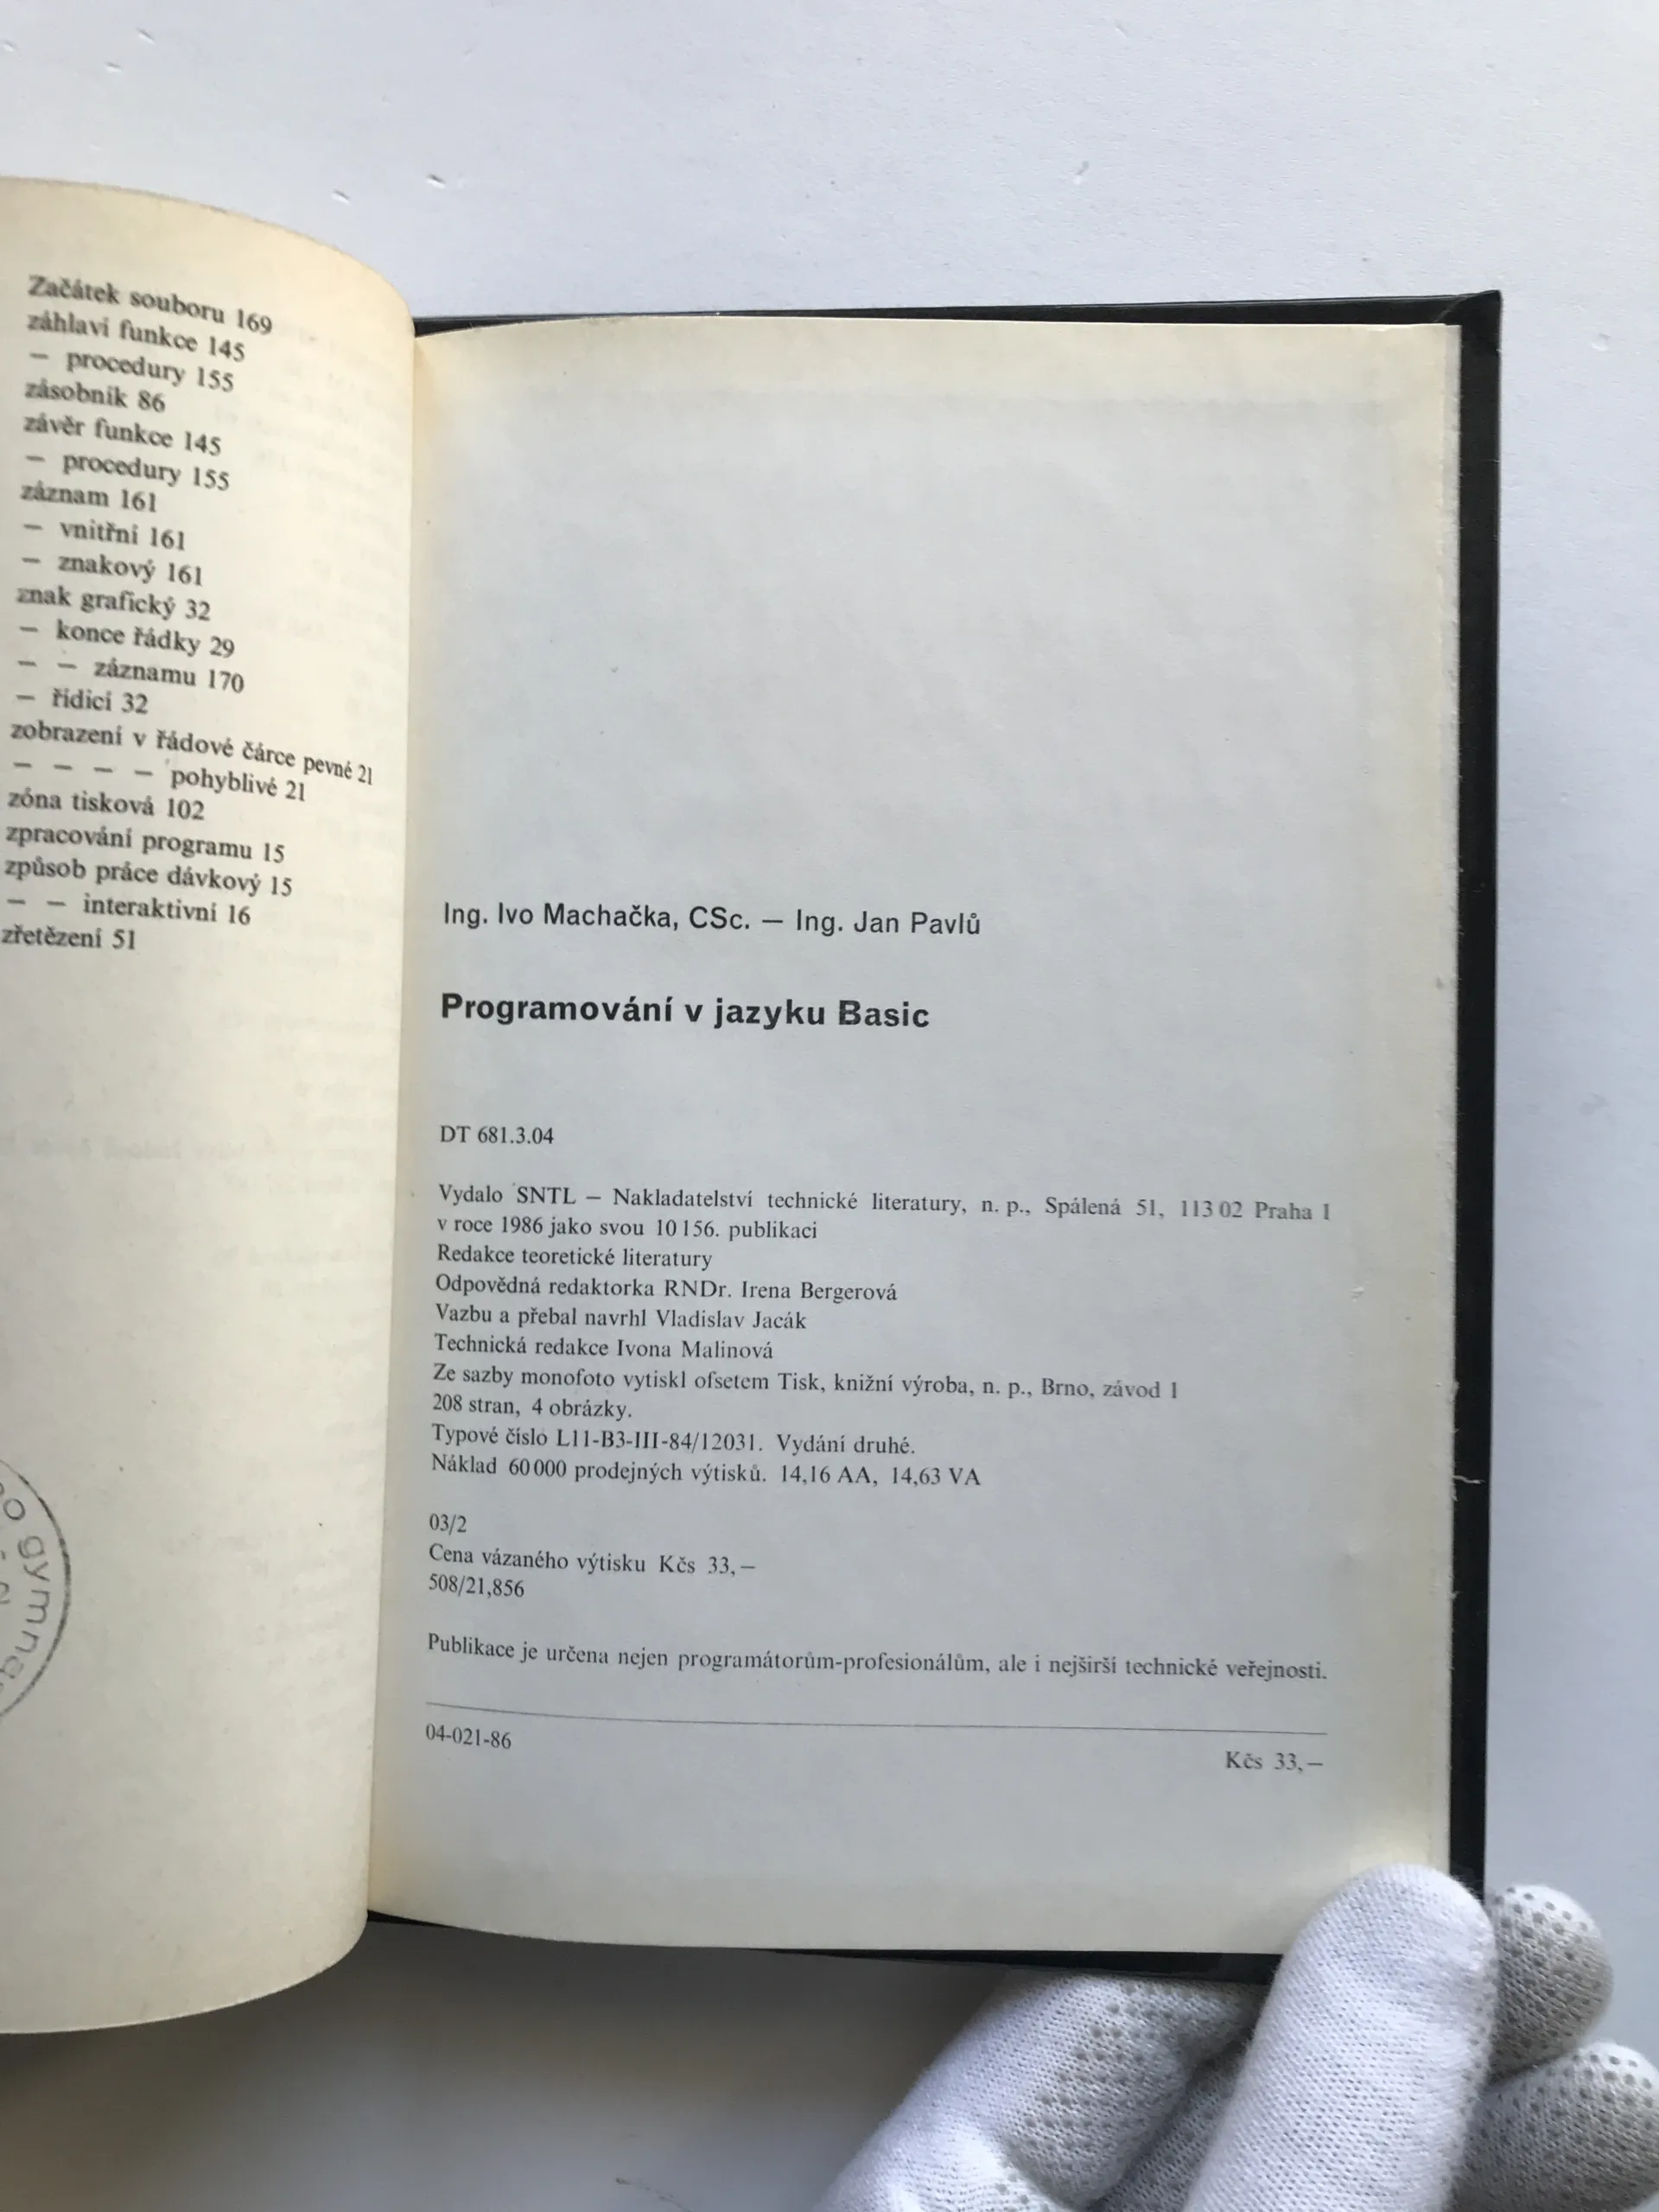 Začátek souboru 169
záhlaví funkce 145
— procedury 155
zásobník 86
závěr funkce 145
— procedury 155
záznam 161
— vnitřní 161
— znakový 161
znak grafický 32
— konce řádky 29
— — záznamu 170
— řídicí 32
zobrazení v řádové čárce pevné 21
— — — — pohyblivé 21
zóna tisková 102
zpracování programu 15
způsob práce dávkový 15
— — interaktivní 16
zřetězení 51
Ing. Ivo Machačka, CSc. — Ing. Jan Pavlů
Programování v jazyku Basic
DT 681.3.04
Vydalo SNTL — Nakladatelství technické literatury, n. p., Spálená 51, 113 02 Praha 1
v roce 1986 jako svou 10 156. publikaci
Redakce teoretické literatury
Odpovědná redaktorka RNDr. Irena Bergerová
Vazbu a přebal navrhl Vladislav Jacák
Technická redakce Ivona Malinová
Ze sazby monofoto vytiskl ofsetem Tisk, knižní výroba, n. p., Brno, závod 1
208 stran, 4 obrázky.
Typové číslo L11-B3-III-84/12031. Vydání druhé.
Náklad 60 000 prodejných výtisků. 14,16 AA, 14,63 VA
03/2
Cena vázaného výtisku Kčs 33,—
508/21,856
Publikace je určena nejen programátorům-profesionálům, ale i nejširší technické veřejnosti.
04-021-86
Kčs 33,—